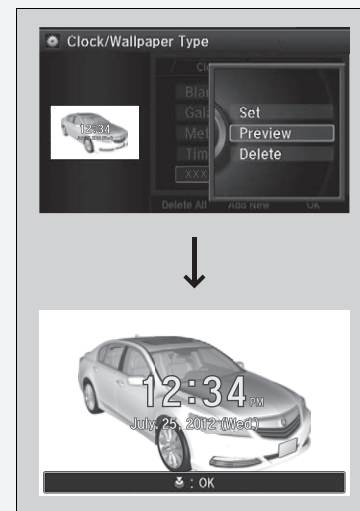 Clock/Wallpaper Type
12:34
Set
Preview
Delete
XXX
Delete All Add New OK
12:34 PM
July, 25, 2012 (Wed.)
: OK